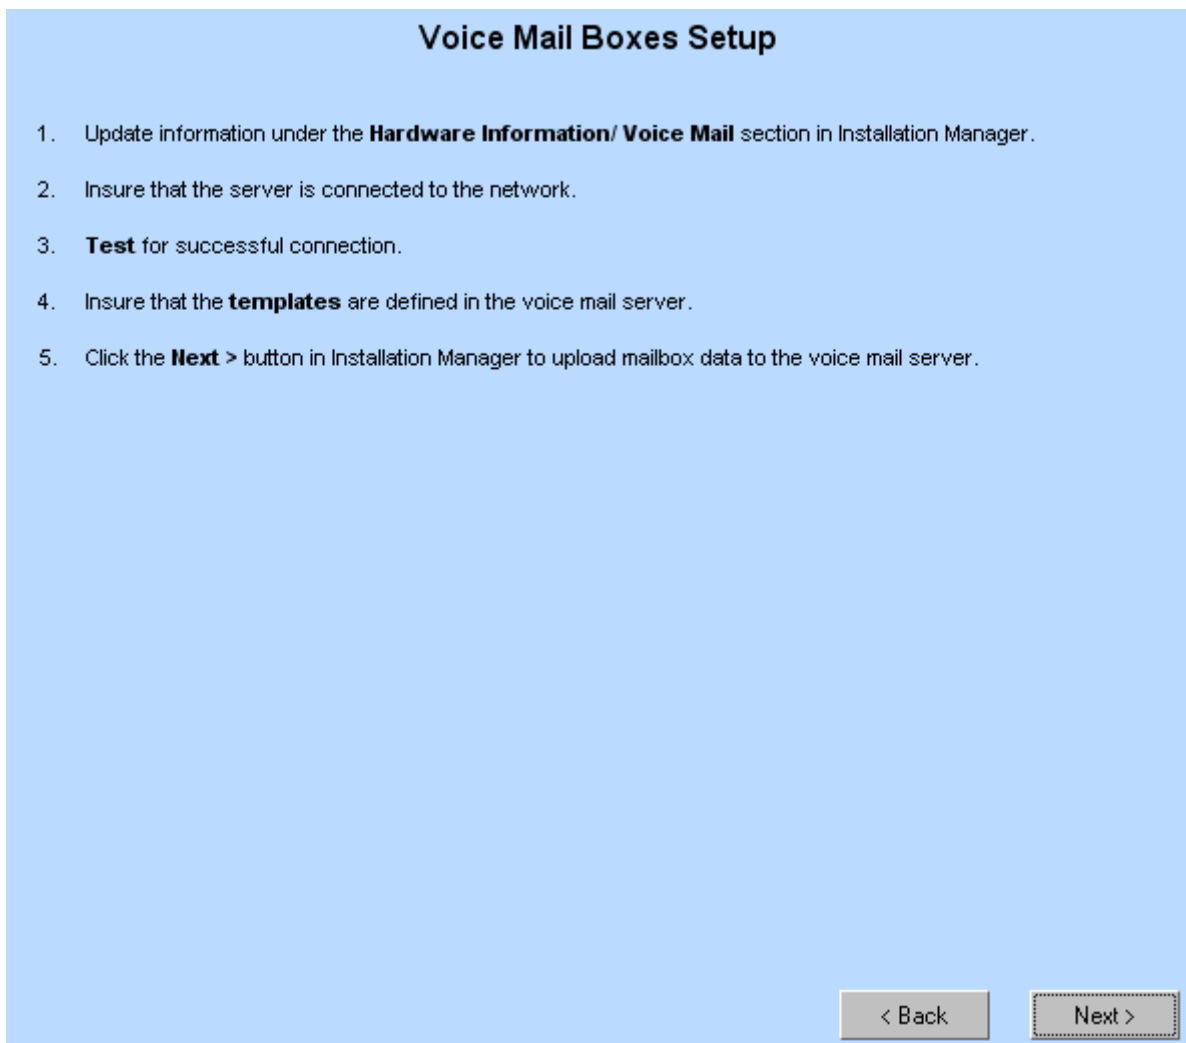 Voice Mail Boxes Setup
1. Update information under the Hardware Information/ Voice Mail section in Installation Manager.
2. Insure that the server is connected to the network.
3. Test for successful connection.
4. Insure that the templates are defined in the voice mail server.
5. Click the Next > button in Installation Manager to upload mailbox data to the voice mail server.
< Back Next >